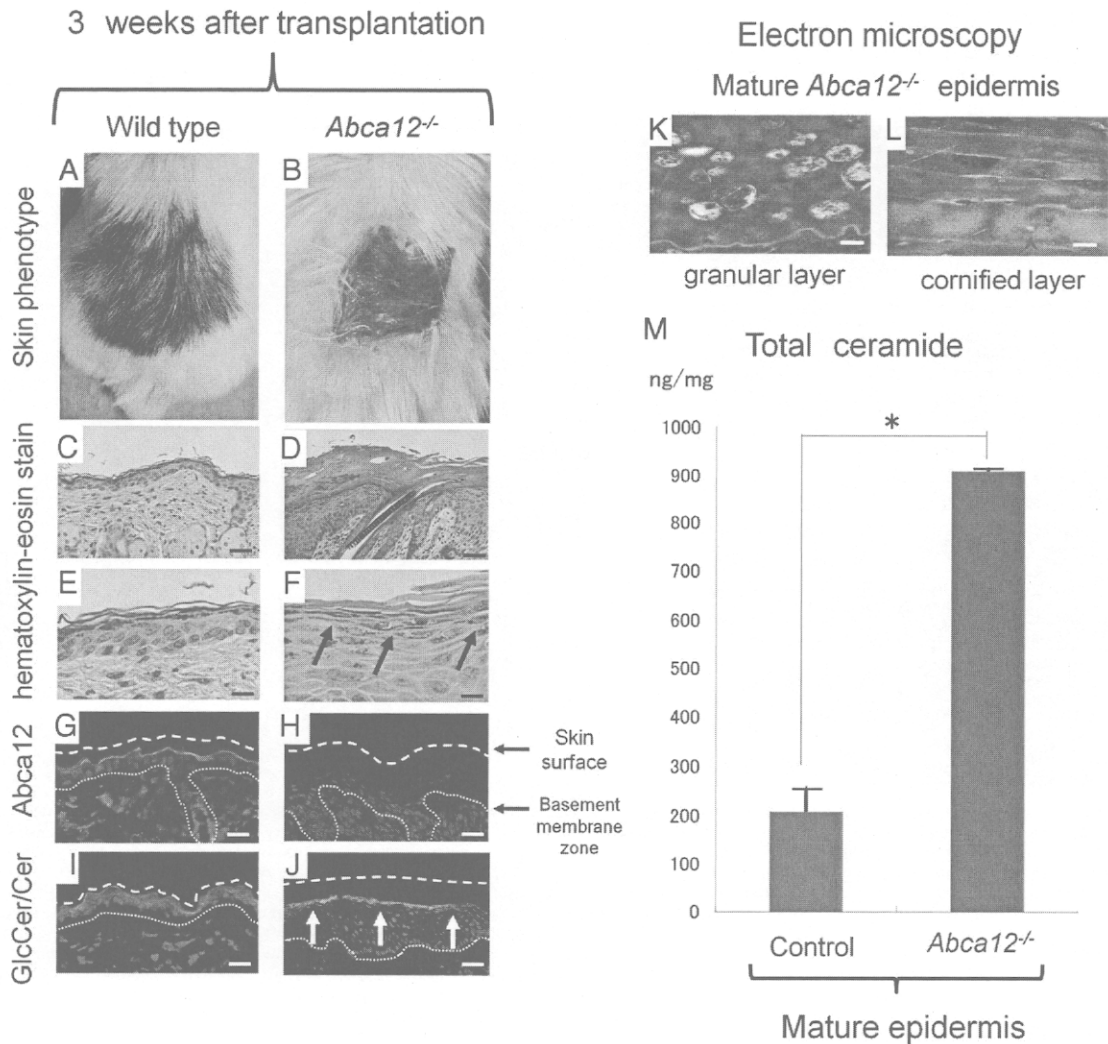 3 weeks after transplantation
Wild type
Abca12-/-
Skin phenotype
A
B
hematoxylin-eosin stain
C
D
E
F
Abca12
G
H
Skin
surface
Basement
membrane
zone
GlcCer/Cer
I
J
Electron microscopy
Mature Abca12-/- epidermis
K
L
granular layer
cornified layer
M
Total ceramide
ng/mg
*
1000
900
800
700
600
500
400
300
200
100
0
Control
Abca12-/-
Mature epidermis